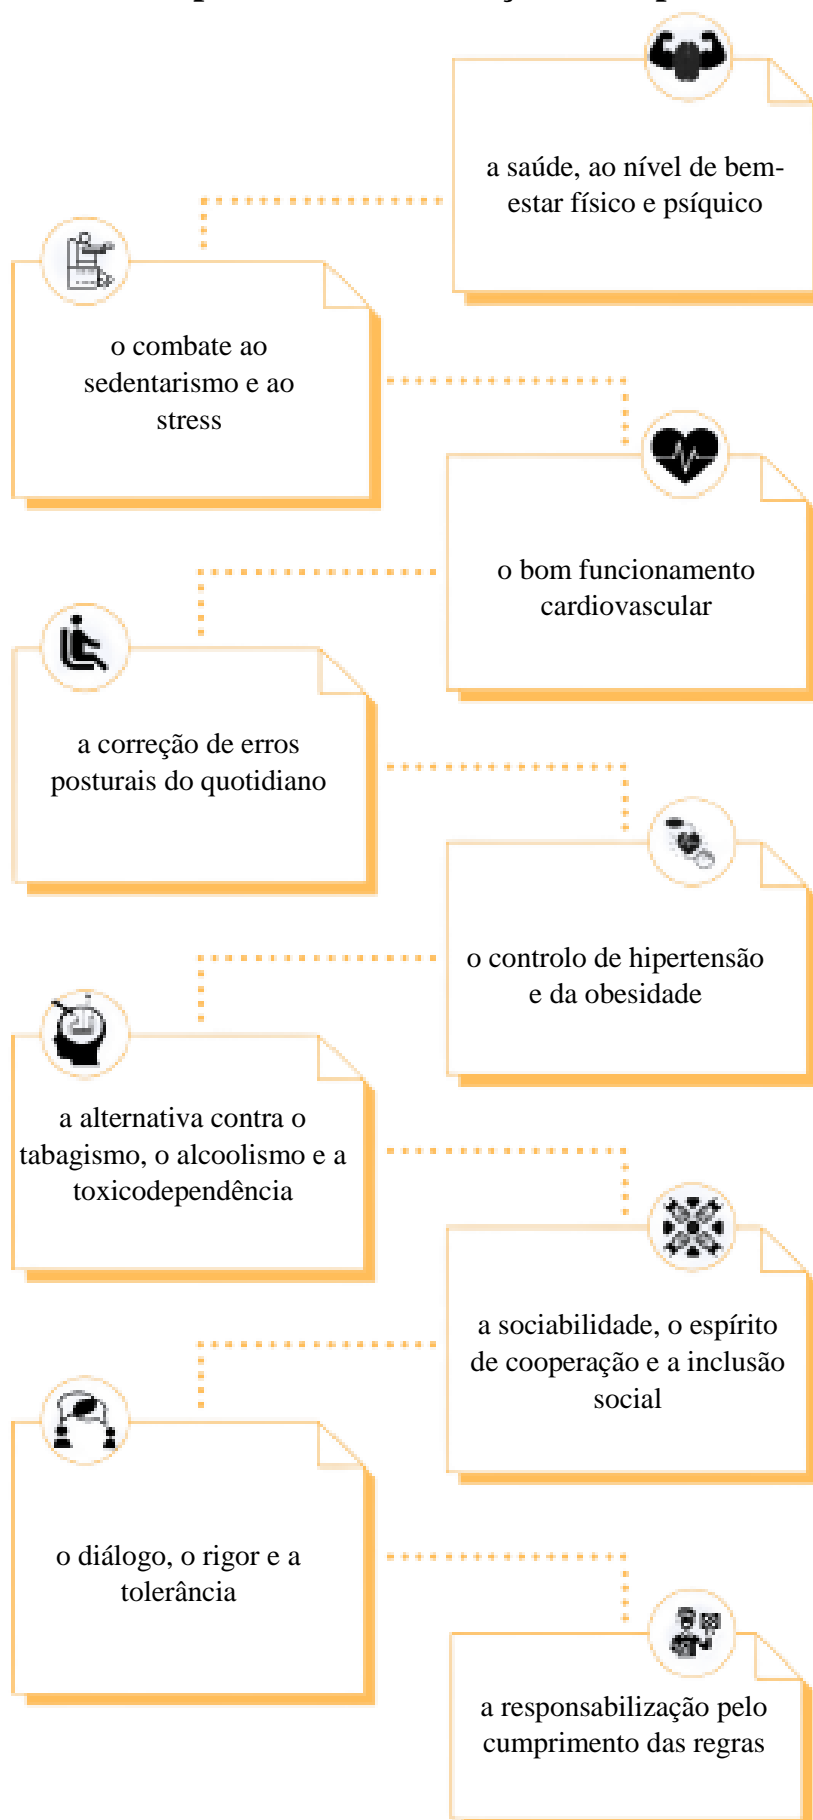 a saúde, ao nível de bem-
estar físico e psíquico
o combate ao
sedentarismo e ao
stress
o bom funcionamento
cardiovascular
a correção de erros
posturais do quotidiano
o controlo de hipertensão
e da obesidade
a alternativa contra o
tabagismo, o alcoolismo e a
toxicodependência
a sociabilidade, o espírito
de cooperação e a inclusão
social
o diálogo, o rigor e a
tolerância
a responsabilização pelo
cumprimento das regras